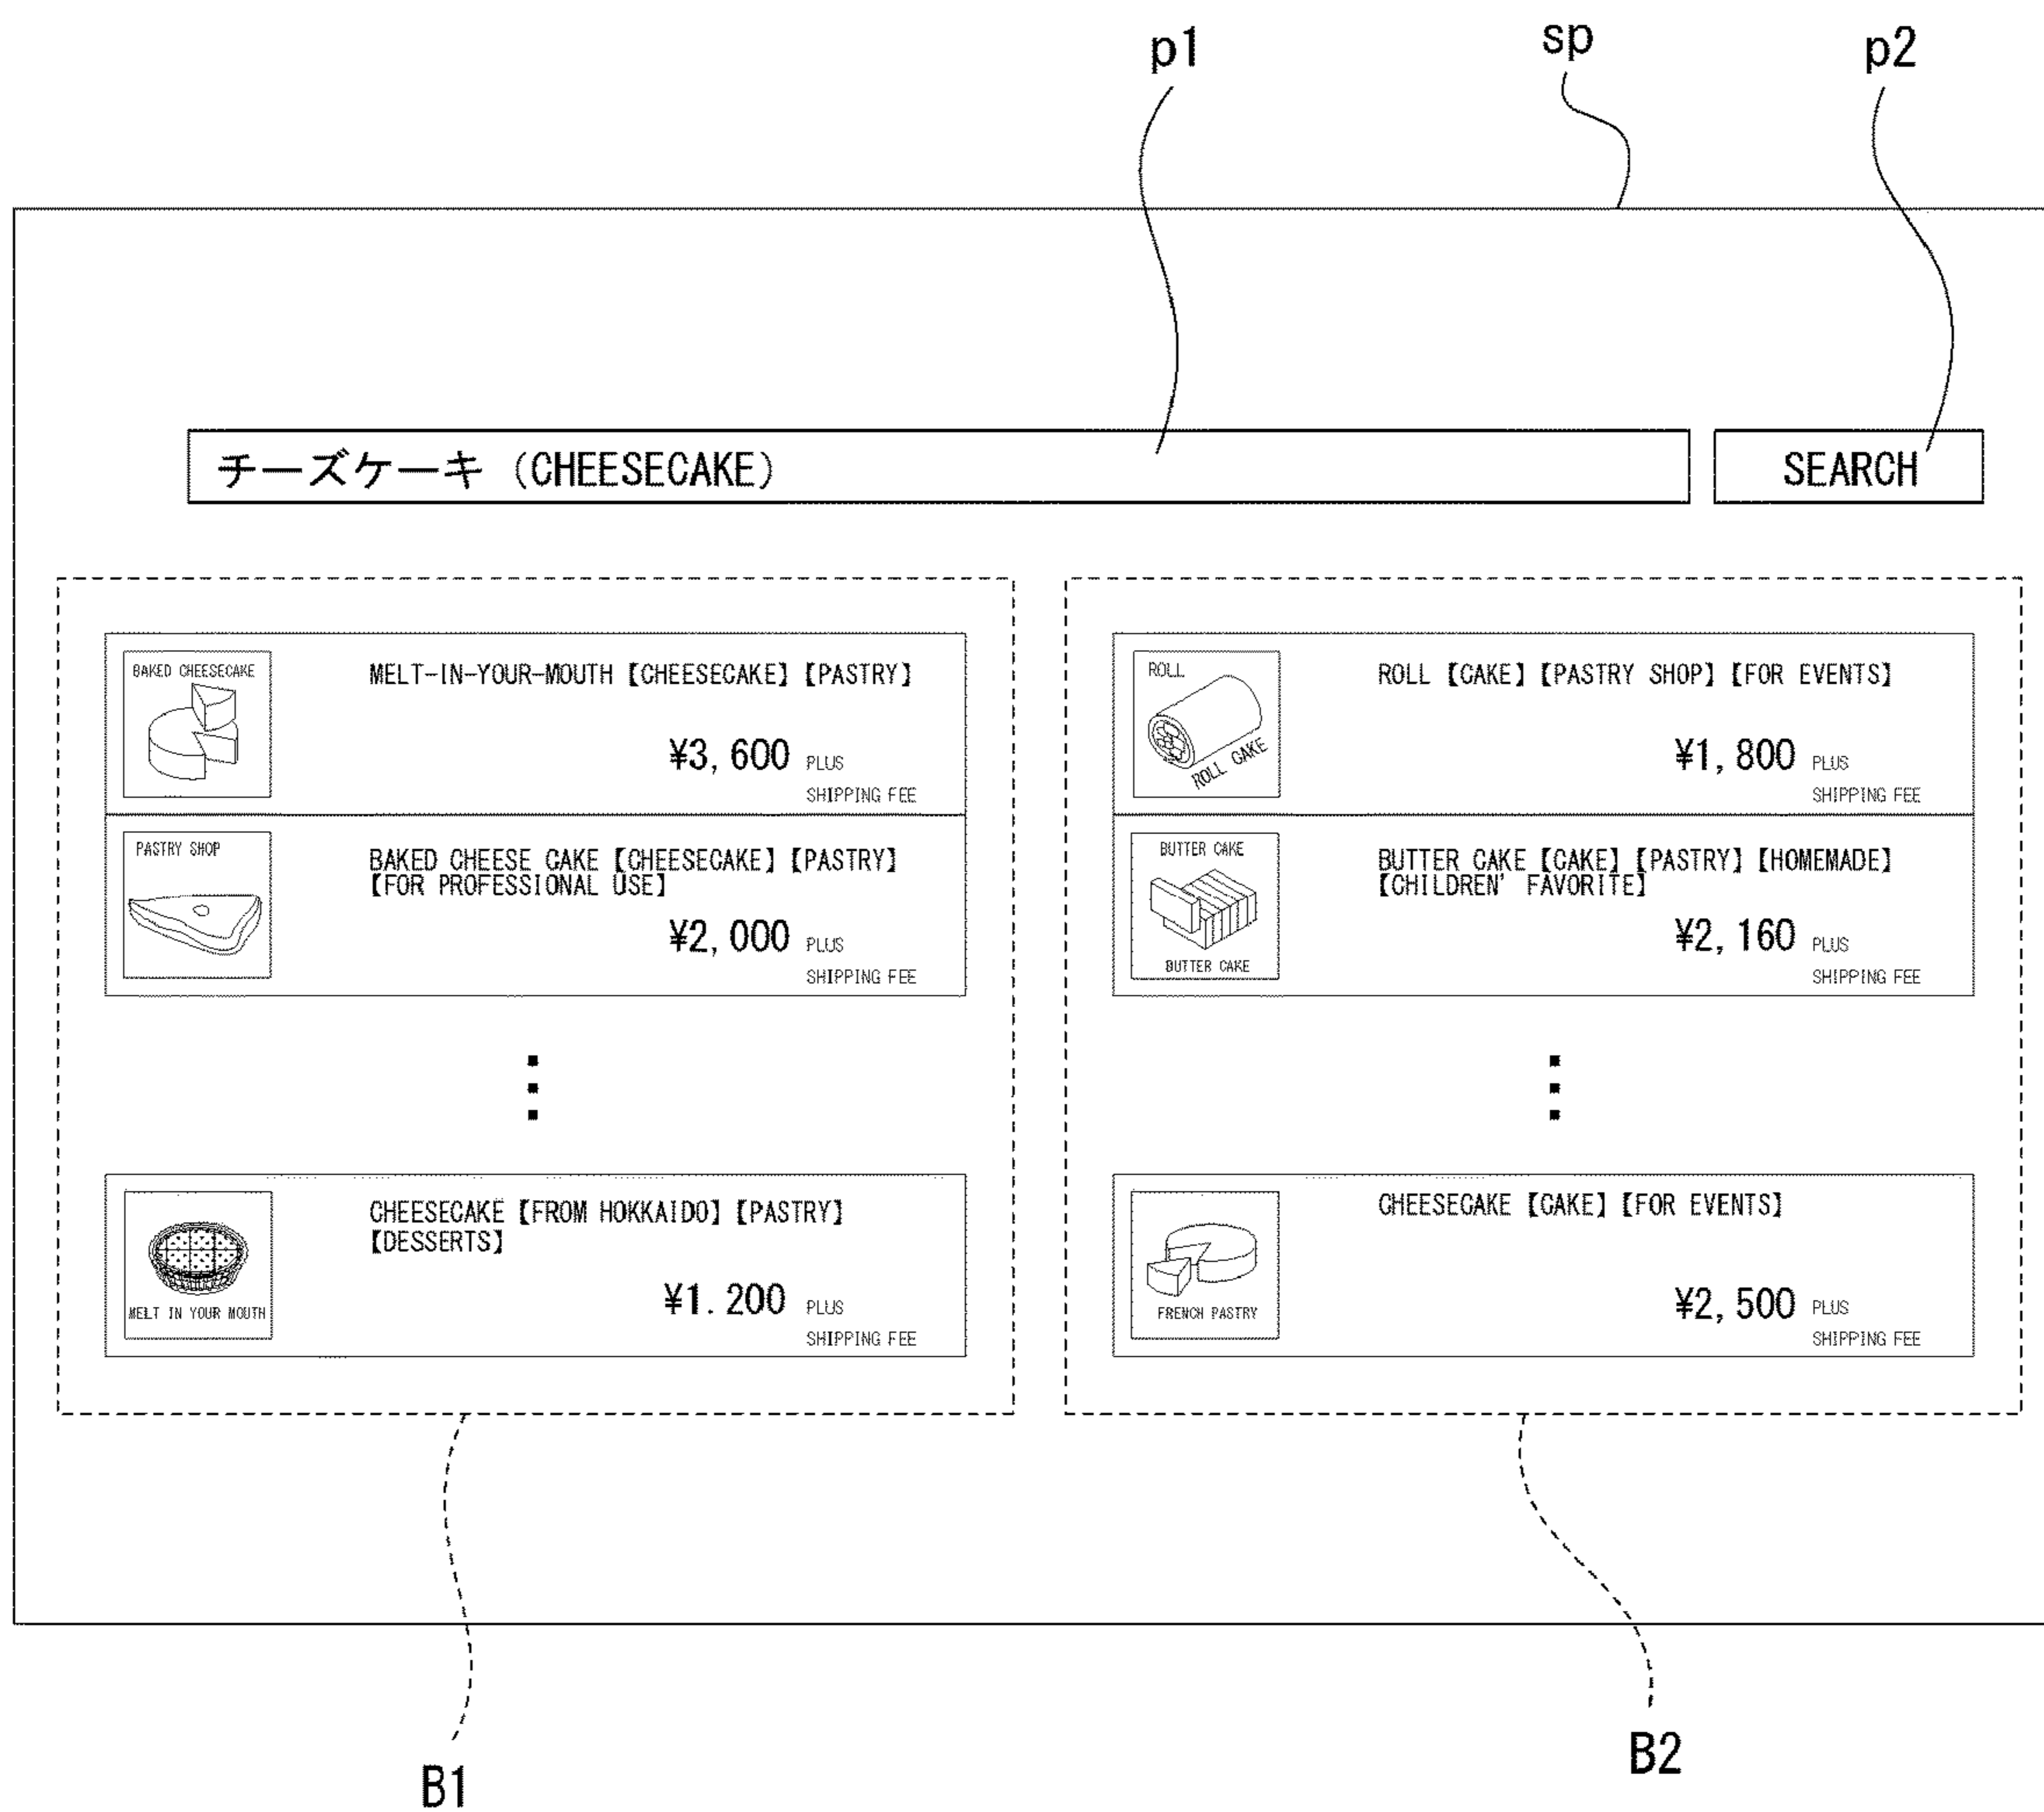 p1
sp
p2
チーズケーキ (CHEESECAKE)
SEARCH
BAKED CHEESECAKE
MELT-IN-YOUR-MOUTH【CHEESECAKE】【PASTRY】
¥3, 600 PLUS
SHIPPING FEE
PASTRY SHOP
BAKED CHEESE CAKE【CHEESECAKE】【PASTRY】
【FOR PROFESSIONAL USE】
¥2, 000 PLUS
SHIPPING FEE
CHEESECAKE【FROM HOKKAIDO】【PASTRY】
【DESSERTS】
MELT IN YOUR MOUTH
¥1. 200 PLUS
SHIPPING FEE
ROLL
ROLL CAKE
ROLL【CAKE】【PASTRY SHOP】【FOR EVENTS】
¥1, 800 PLUS
SHIPPING FEE
BUTTER CAKE
BUTTER CAKE
BUTTER CAKE【CAKE】【PASTRY】【HOMEMADE】
【CHILDREN' FAVORITE】
¥2, 160 PLUS
SHIPPING FEE
FRENCH PASTRY
CHEESECAKE【CAKE】【FOR EVENTS】
¥2, 500 PLUS
SHIPPING FEE
B1
B2